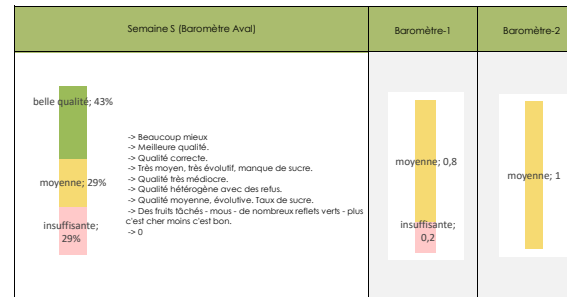 Semaine S (Baromètre Aval)
Baromètre-1
Baromètre-2
belle qualité; 43%
moyenne; 29%
insuffisante;
29%
-> Beaucoup mieux
-> Meilleure qualité.
-> Qualité correcte.
-> Très moyen, très évolutif, manque de sucre.
-> Qualité très médiocre.
-> Qualité hétérogène avec des refus.
-> Qualité moyenne, évolutive. Taux de sucre.
-> Des fruits tâchés - mous - de nombreux reflets verts - plus
c'est cher moins c'est bon.
-> 0
moyenne; 0,8
insuffisante;
0,2
moyenne; 1